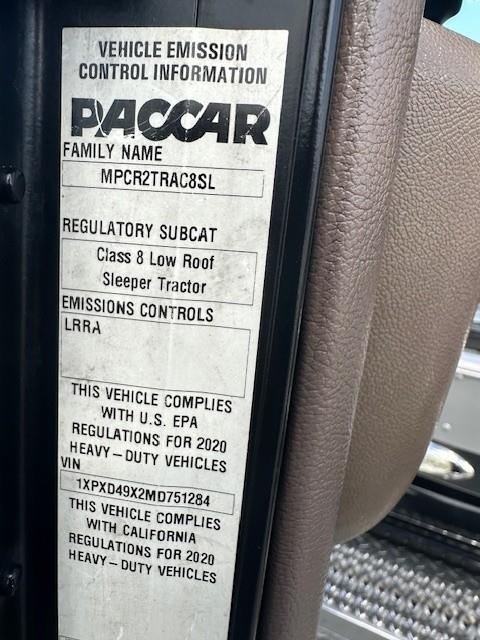 VEHICLE EMISSION
CONTROL INFORMATION
PACCAR
FAMILY NAME
MPCR2TRAC8SL
REGULATORY SUBCAT
Class 8 Low Roof
Sleeper Tractor
EMISSIONS CONTROLS
LRRA
THIS VEHICLE COMPLIES
WITH U.S. EPA
REGULATIONS FOR 2020
HEAVY-DUTY VEHICLES
VIN
1XPXD49X2MD751284
THIS VEHICLE COMPLIES
WITH CALIFORNIA
REGULATIONS FOR 2020
HEAVY-DUTY VEHICLES